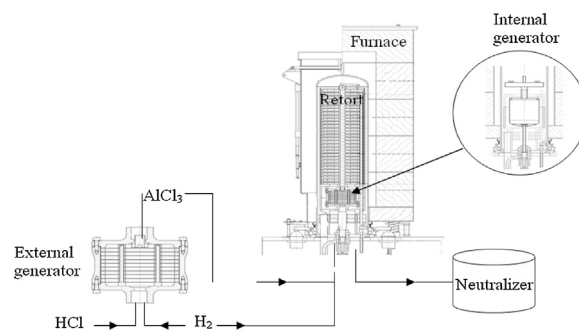 Internal
generator
Furnace
Retort
AlCl₃
External
generator
Neutralizer
HCl
H₂